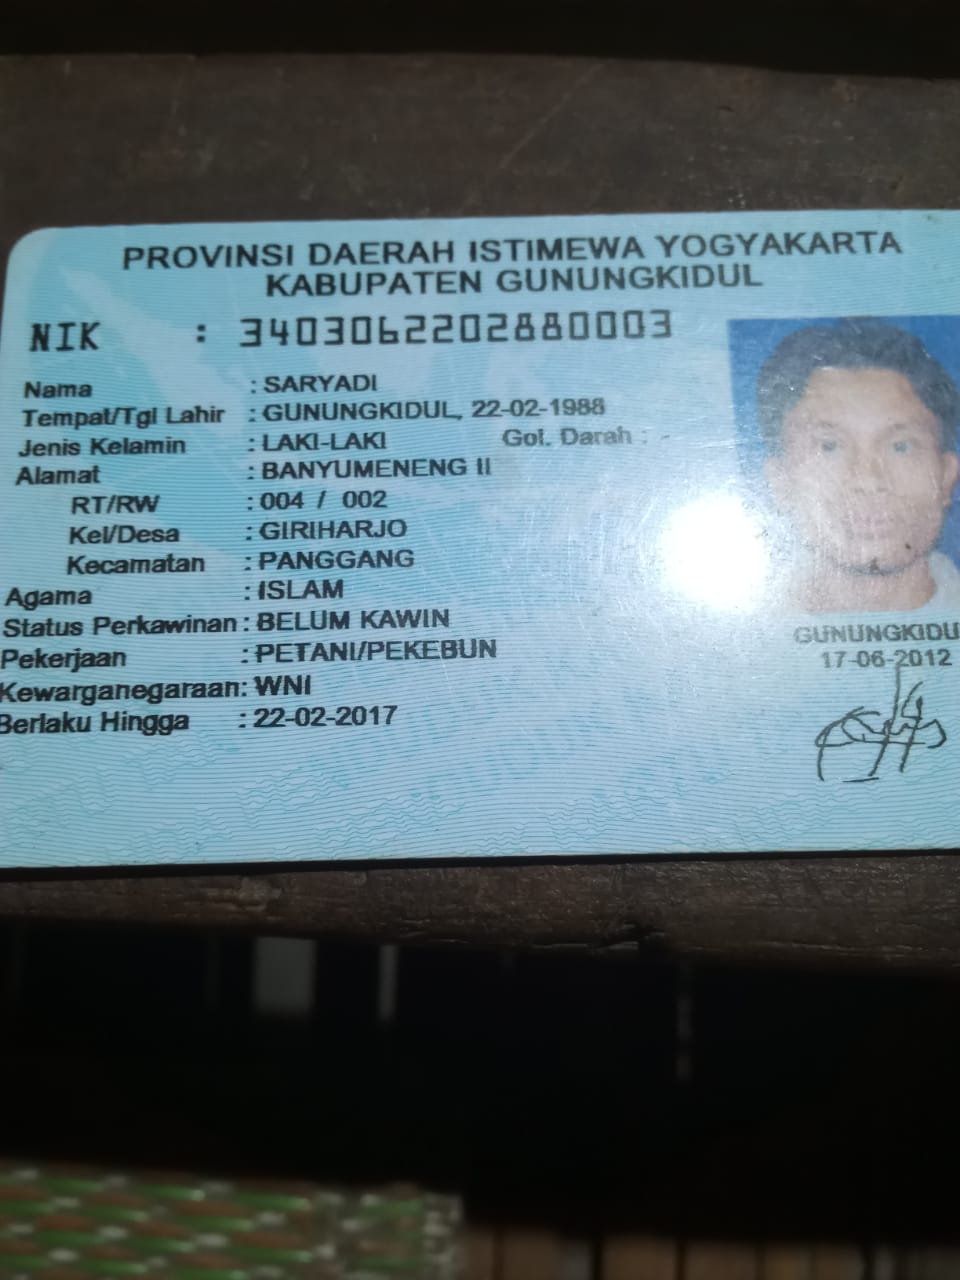 PROVINSI DAERAH ISTIMEWA YOGYAKARTA
KABUPATEN GUNUNGKIDUL
NIK : 3403062202880003
Nama : SARYADI
Tempat/Tgl Lahir : GUNUNGKIDUL, 22-02-1988
Jenis Kelamin : LAKI-LAKI Gol. Darah : -
Alamat : BANYUMENENG II
RT/RW : 004 / 002
Kel/Desa : GIRIHARJO
Kecamatan : PANGGANG
Agama : ISLAM
Status Perkawinan : BELUM KAWIN
Pekerjaan : PETANI/PEKEBUN
Kewarganegaraan : WNI
Berlaku Hingga : 22-02-2017
GUNUNGKIDU
17-06-2012